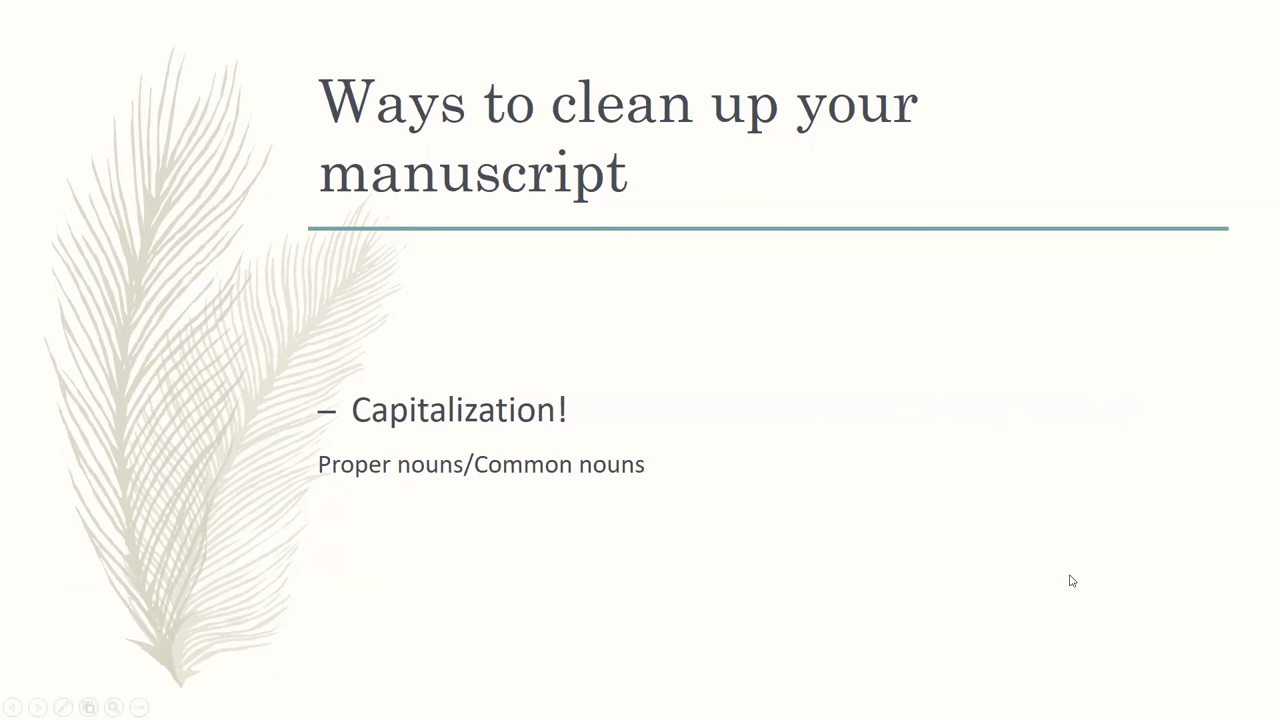 Ways to clean up your
manuscript
– Capitalization!
Proper nouns/Common nouns